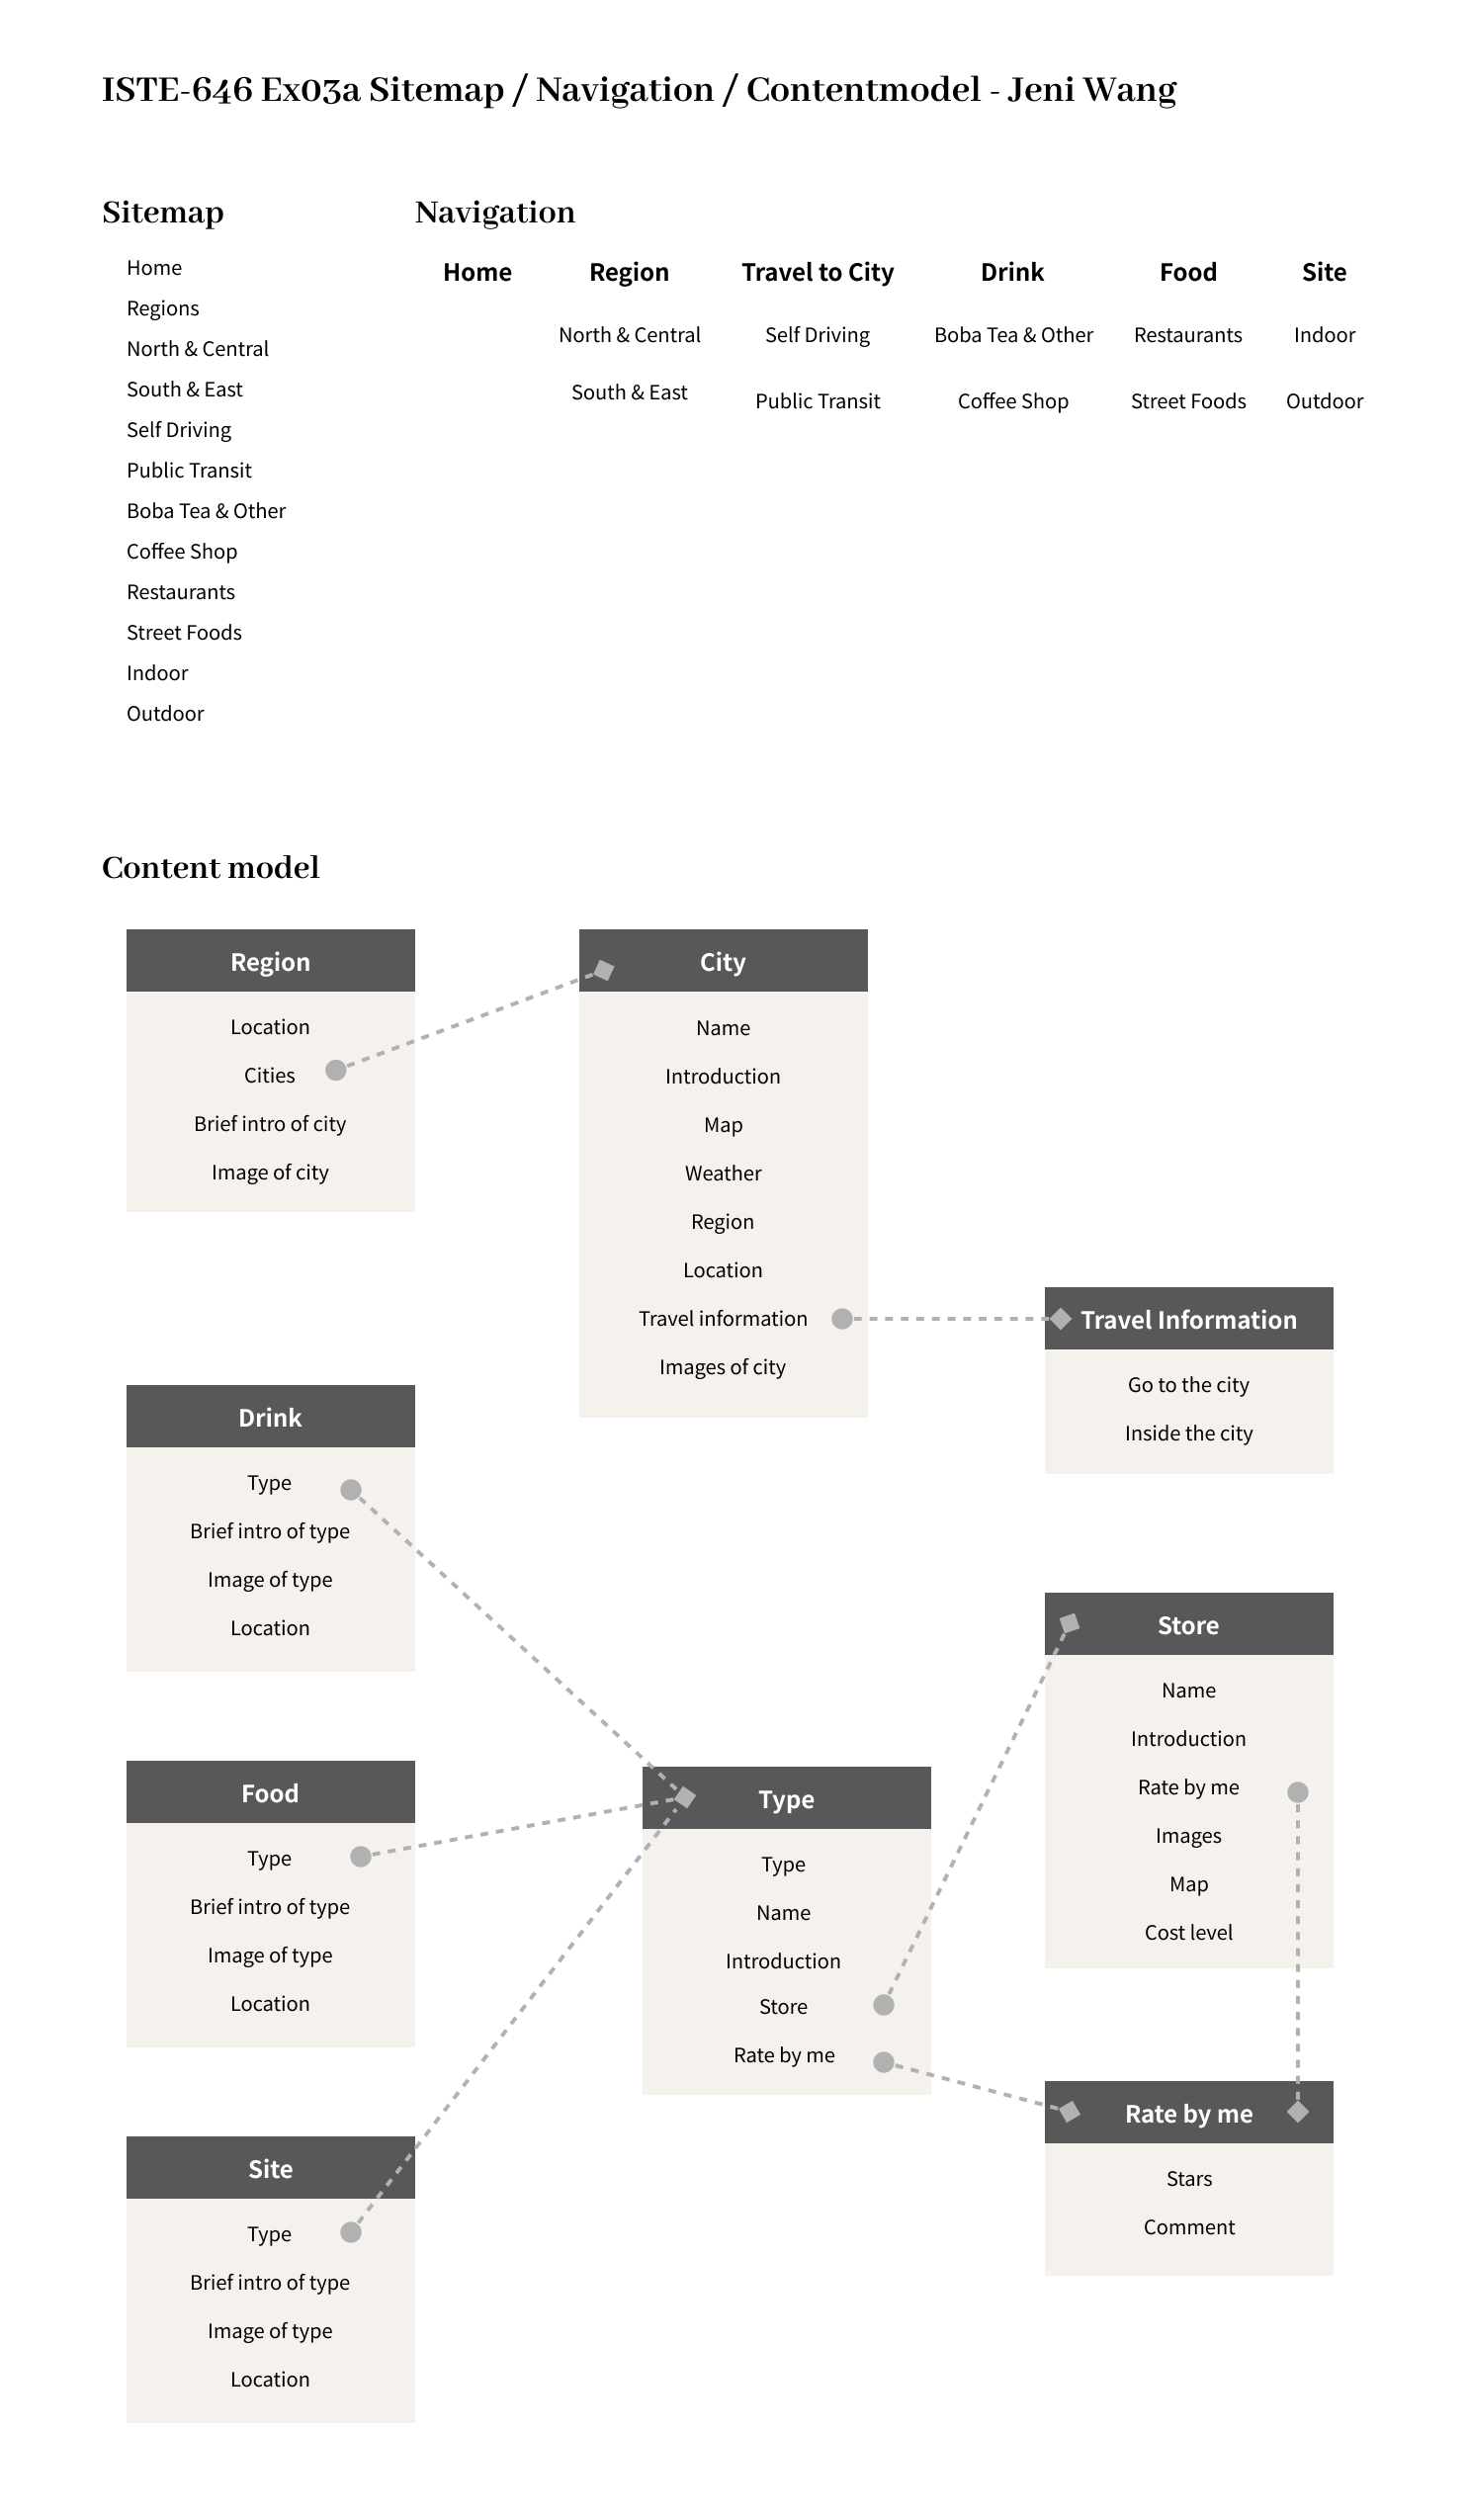 ISTE-646 Ex03a Sitemap / Navigation / Contentmodel - Jeni Wang
Sitemap
Home
Regions
North & Central
South & East
Self Driving
Public Transit
Boba Tea & Other
Coffee Shop
Restaurants
Street Foods
Indoor
Outdoor
Navigation
Home Region Travel to City Drink Food Site
North & Central Self Driving Boba Tea & Other Restaurants Indoor
South & East Public Transit Coffee Shop Street Foods Outdoor
Content model
Region
Location
Cities
Brief intro of city
Image of city
City
Name
Introduction
Map
Weather
Region
Location
Travel information
Images of city
Travel Information
Go to the city
Inside the city
Drink
Type
Brief intro of type
Image of type
Location
Food
Type
Brief intro of type
Image of type
Location
Site
Type
Brief intro of type
Image of type
Location
Type
Type
Name
Introduction
Store
Rate by me
Store
Name
Introduction
Rate by me
Images
Map
Cost level
Rate by me
Stars
Comment